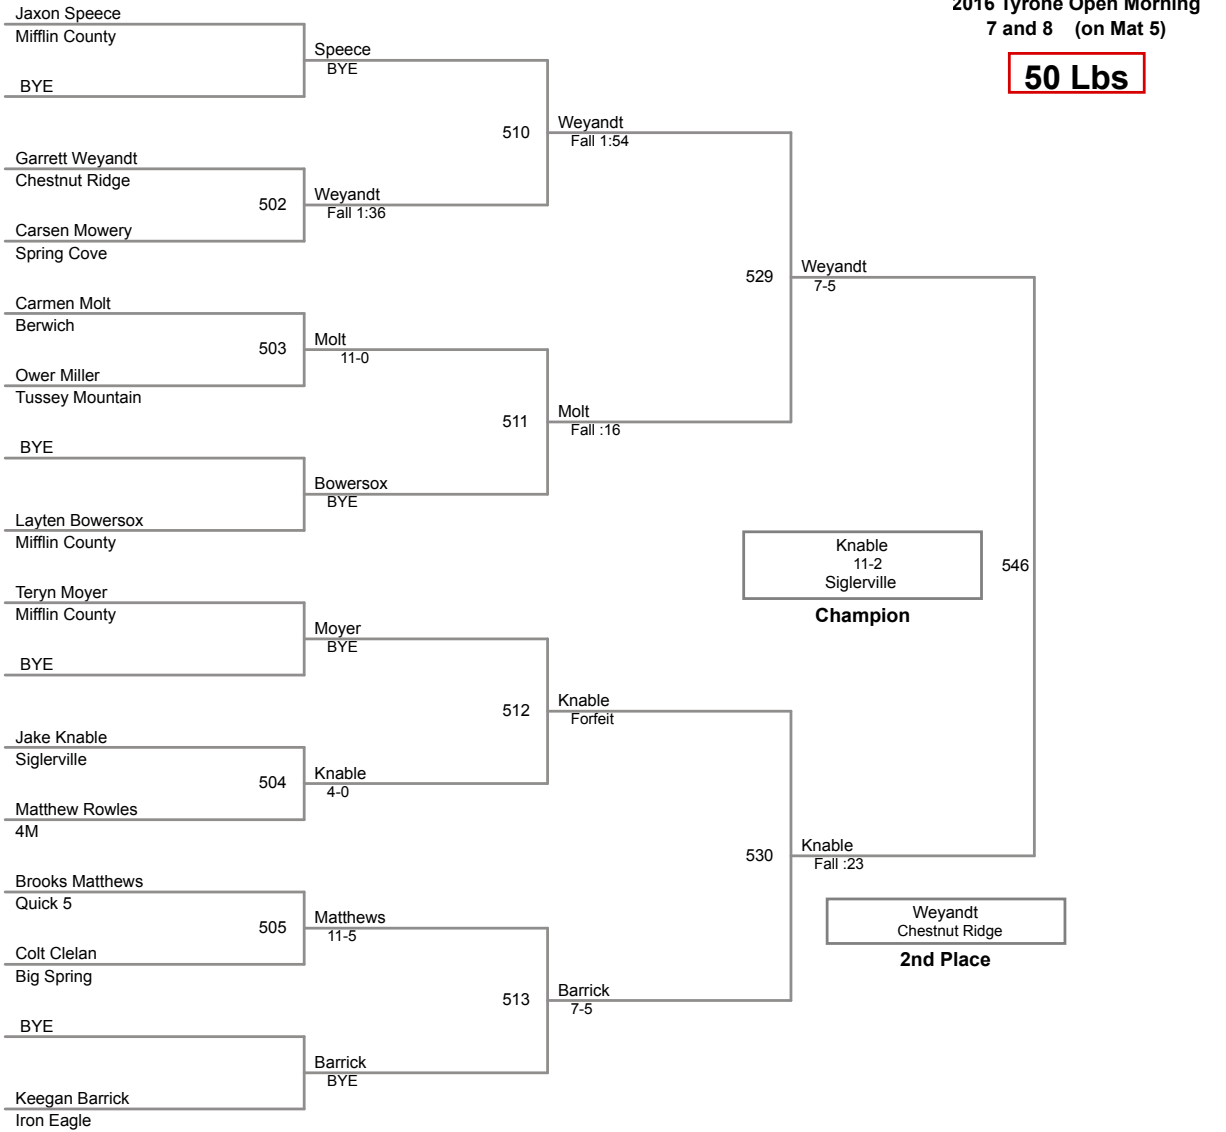 2016 Tyrone Open Morning
7 and 8 (on Mat 5)
50 Lbs
Jaxon Speece
Mifflin County
BYE
Speece
BYE
Garrett Weyandt
Chestnut Ridge
502
Carsen Mowery
Spring Cove
Weyandt
Fall 1:36
510
Weyandt
Fall 1:54
Carmen Molt
Berwich
503
Ower Miller
Tussey Mountain
Molt
11-0
BYE
Layten Bowersox
Mifflin County
Bowersox
BYE
511
Molt
Fall :16
529
Weyandt
7-5
Teryn Moyer
Mifflin County
BYE
Moyer
BYE
Jake Knable
Siglerville
504
Matthew Rowles
4M
Knable
4-0
512
Knable
Forfeit
Brooks Matthews
Quick 5
505
Colt Clelan
Big Spring
Matthews
11-5
BYE
Keegan Barrick
Iron Eagle
Barrick
BYE
513
Barrick
7-5
530
Knable
Fall :23
546
Knable
11-2
Siglerville
Champion
Weyandt
Chestnut Ridge
2nd Place